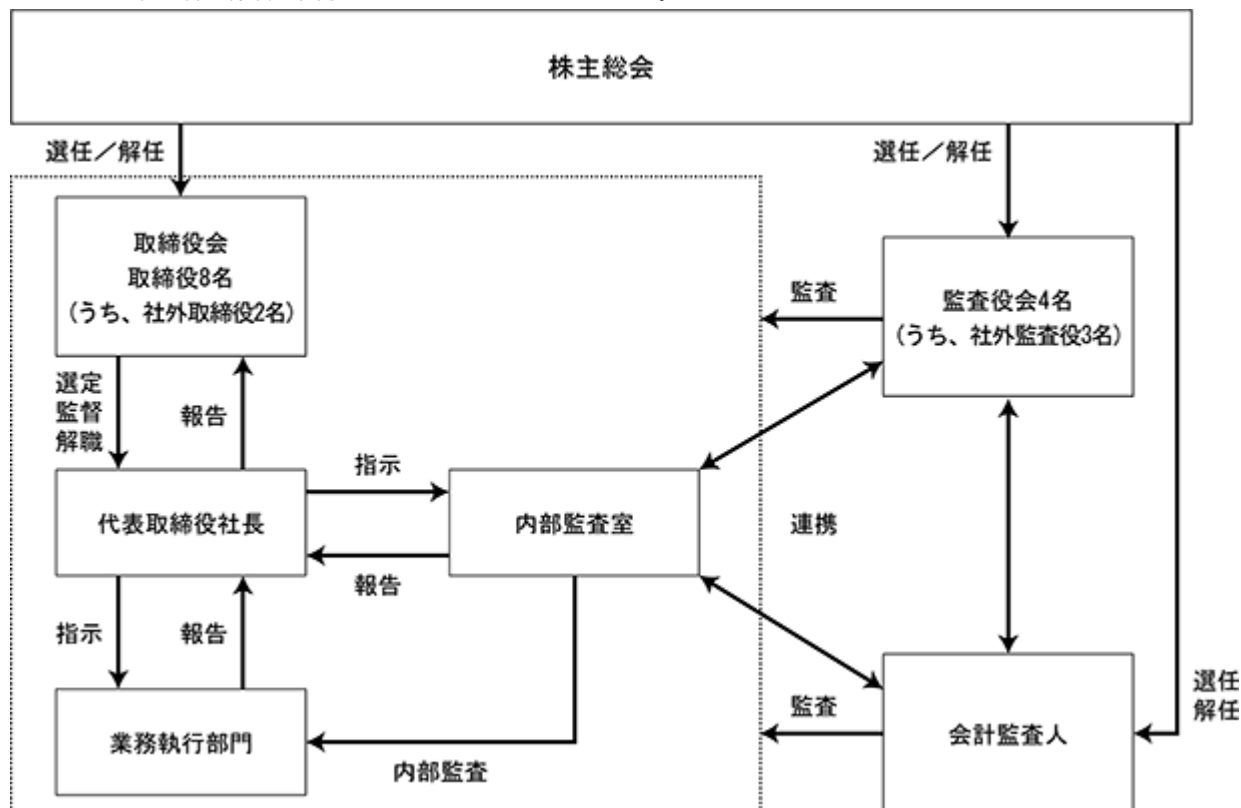 株主総会
選任／解任
選任／解任
取締役会
取締役8名
(うち、社外取締役2名)
監査役会4名
(うち、社外監査役3名)
監査
選定
監督
解職
報告
指示
代表取締役社長
内部監査室
連携
報告
指示
報告
選任
解任
監査
業務執行部門
会計監査人
内部監査